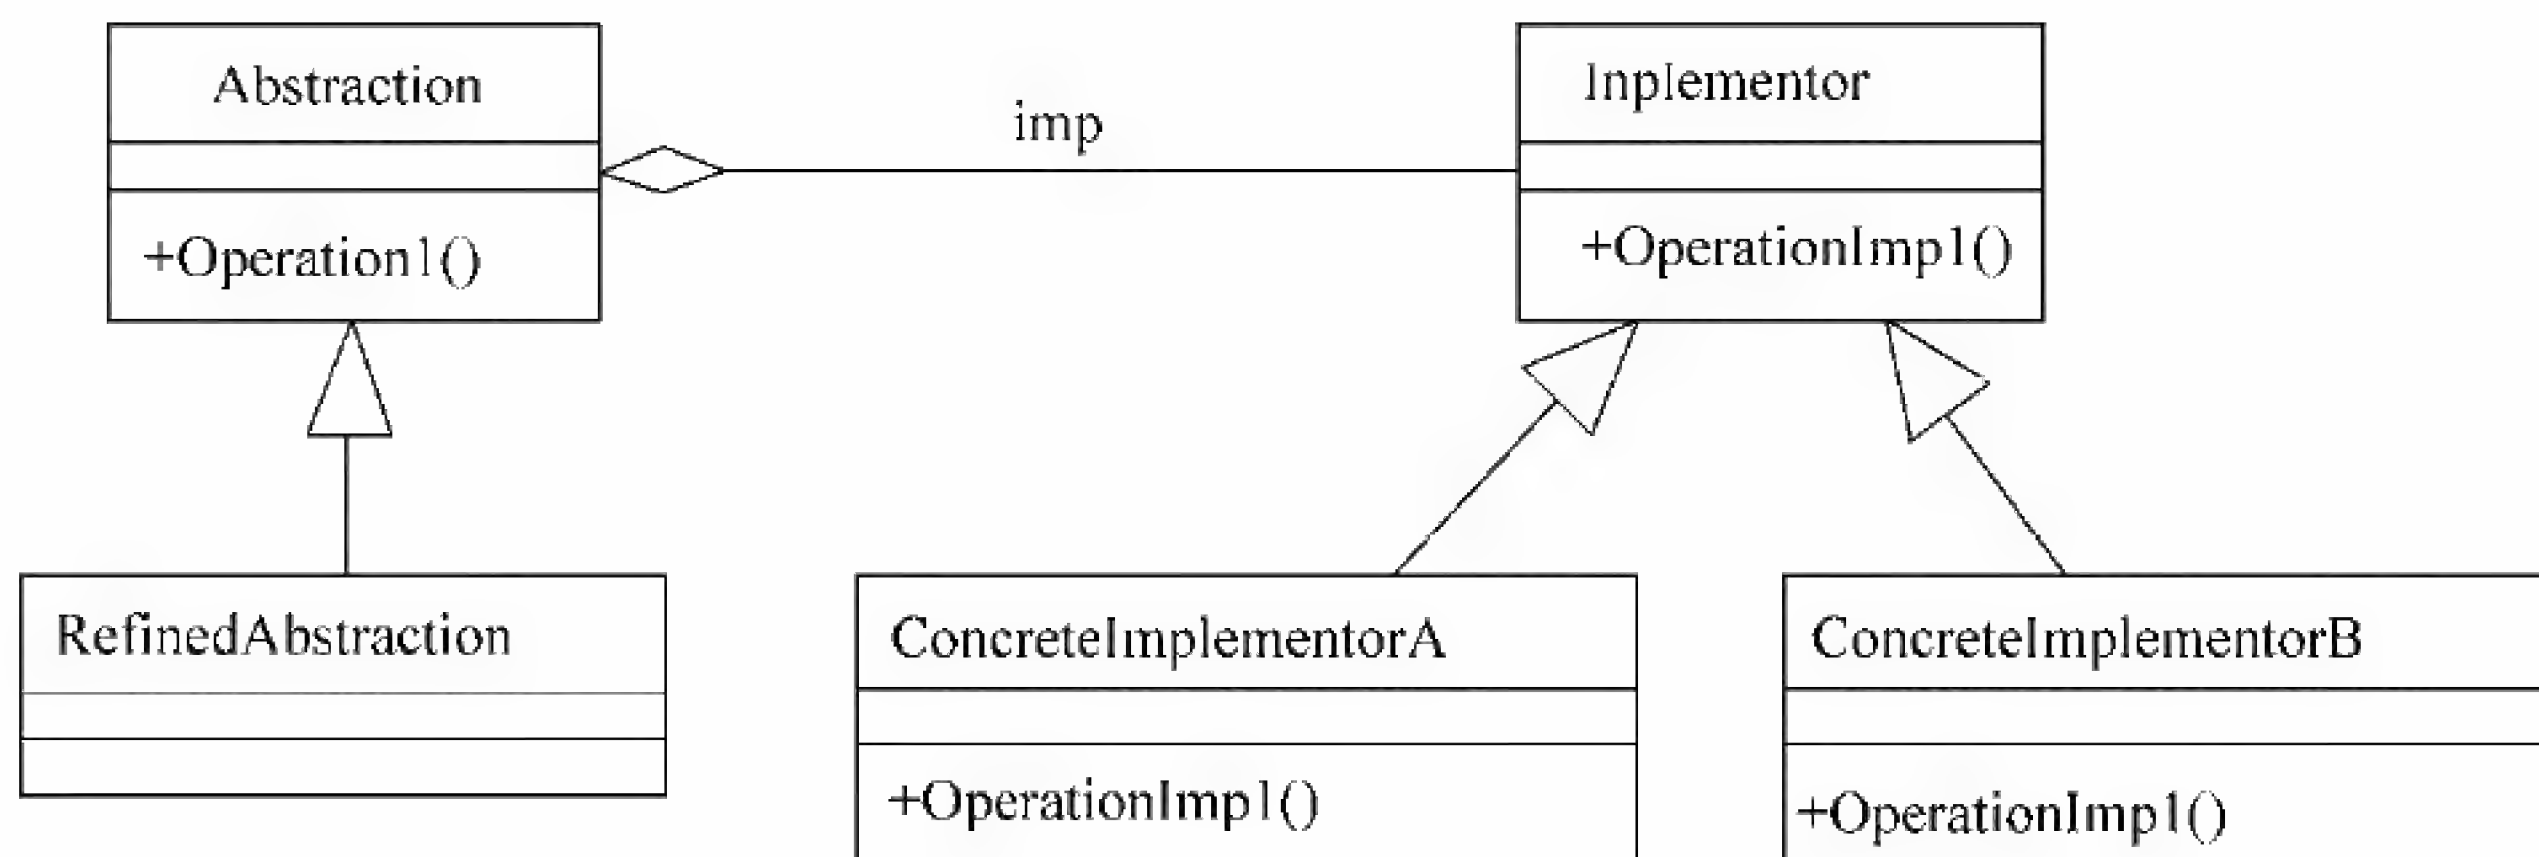 Abstraction
+Operation1()
imp
Inplementor
+OperationImp1()
RefinedAbstraction
ConcreteImplementorA
+OperationImp1()
ConcreteImplementorB
+OperationImp1()